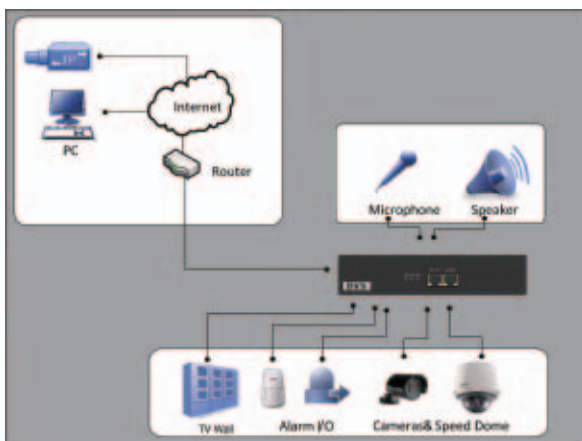 IP
Internet
PC
Router
Microphone
Speaker
TV Wall
Alarm I/O
Cameras& Speed Dome